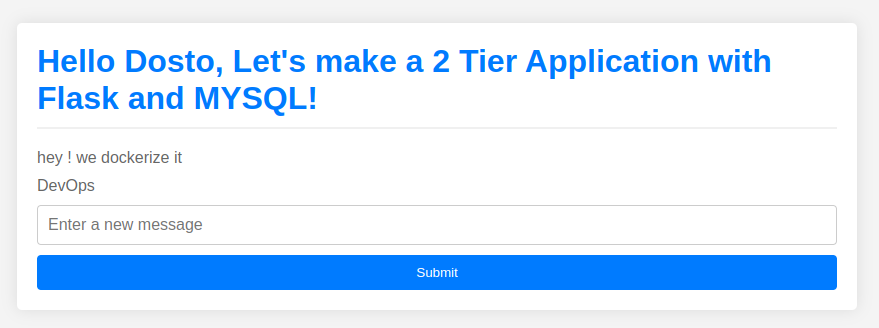 Hello Dosto, Let's make a 2 Tier Application with
Flask and MYSQL!
hey ! we dockerize it
DevOps
Enter a new message
Submit